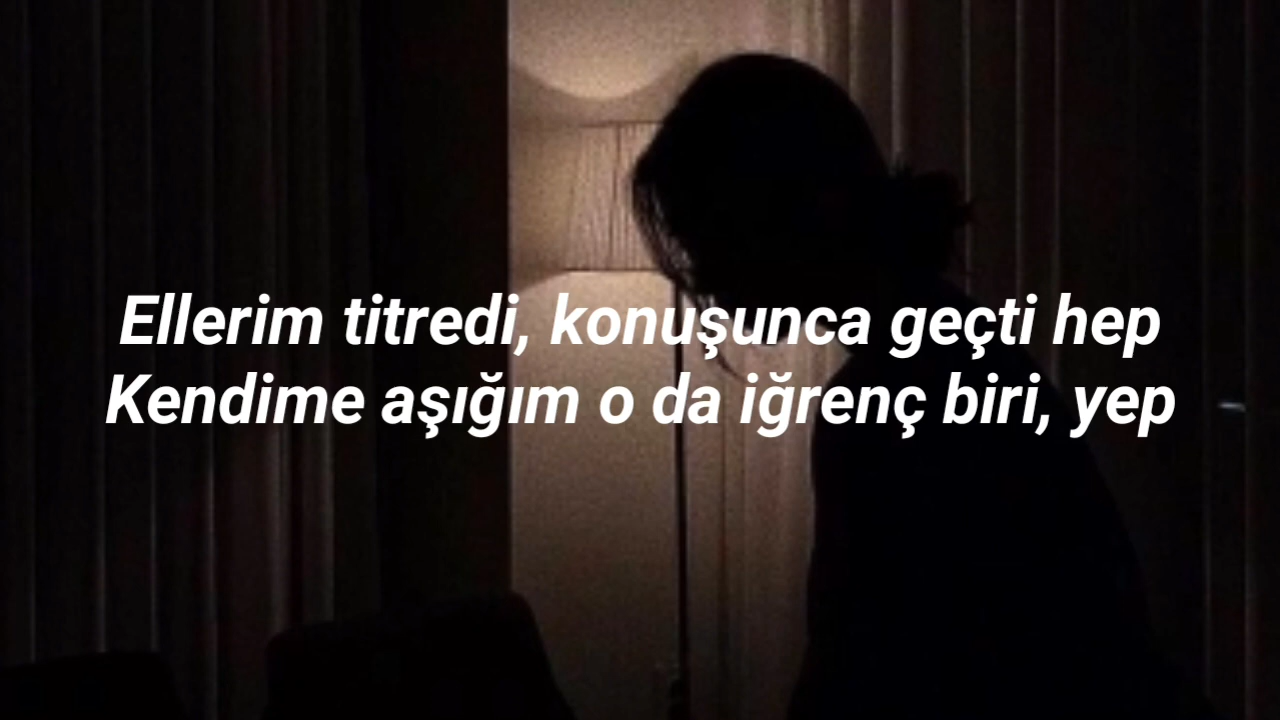 Ellerim titredi, konuşunca geçti hep
Kendime aşığım o da iğrenç biri, yep